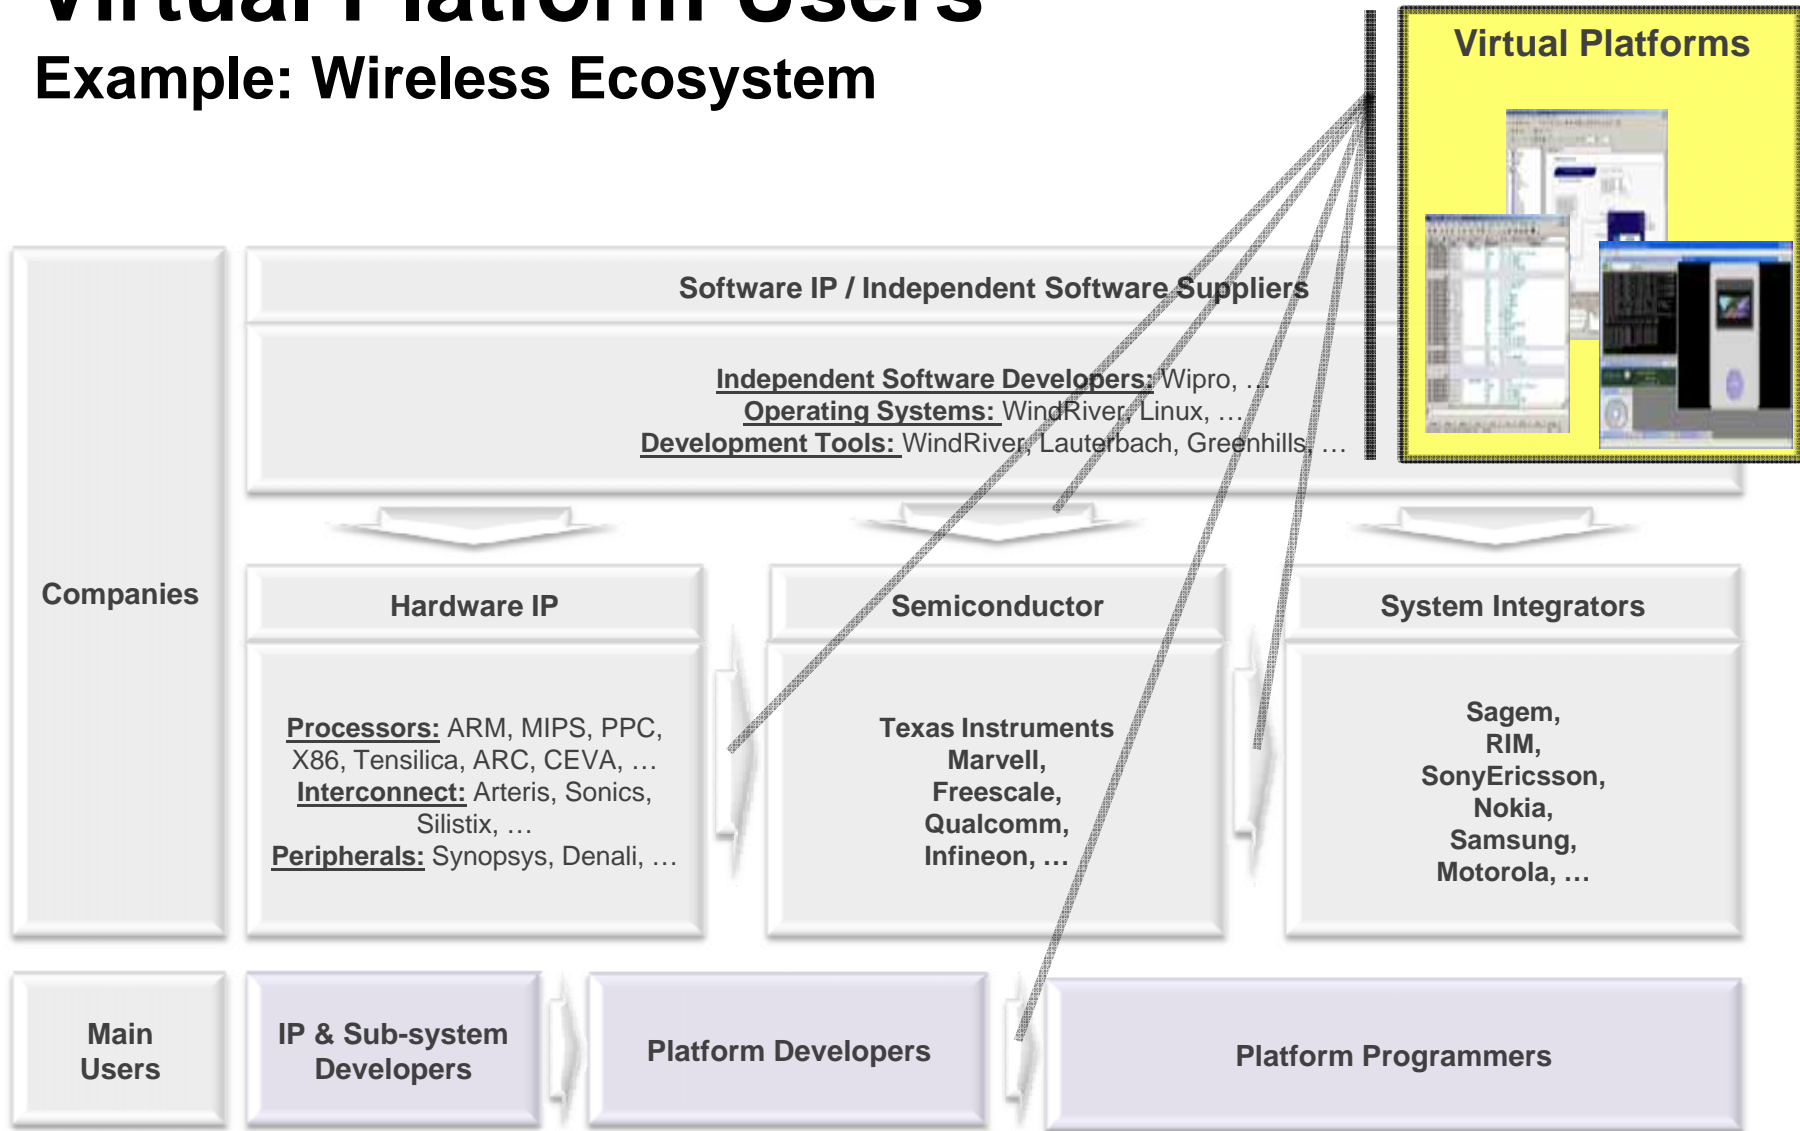 Virtual Platform Users
Example: Wireless Ecosystem
Virtual Platforms
Software IP / Independent Software Suppliers
Independent Software Developers: Wipro, …
Operating Systems: WindRiver, Linux, …
Development Tools: WindRiver, Lauterbach, Greenhills, …
Companies
Hardware IP
Processors: ARM, MIPS, PPC,
X86, Tensilica, ARC, CEVA, …
Interconnect: Arteris, Sonics,
Silistix, …
Peripherals: Synopsys, Denali, …
Semiconductor
Texas Instruments
Marvell,
Freescale,
Qualcomm,
Infineon, …
System Integrators
Sagem,
RIM,
SonyEricsson,
Nokia,
Samsung,
Motorola, …
Main
Users
IP & Sub-system
Developers
Platform Developers
Platform Programmers